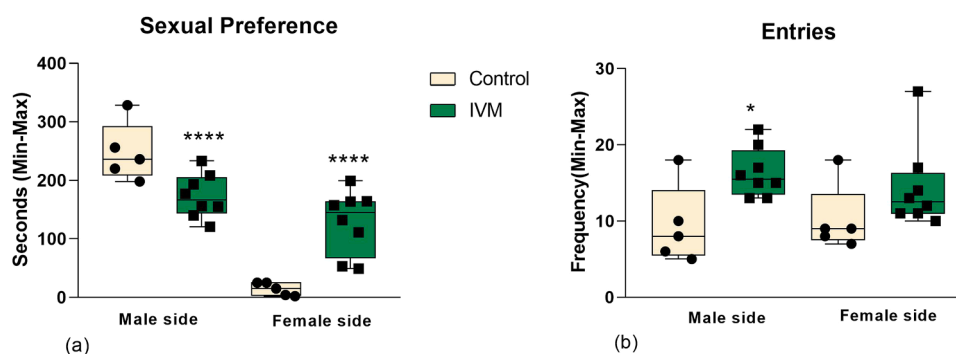 Sexual Preference
Seconds (Min-Max)
400
300
200
100
0
****
****
Male side
Female side
(a)
Control
IVM
Entries
Frequency(Min-Max)
30
20
10
0
*
Male side
Female side
(b)